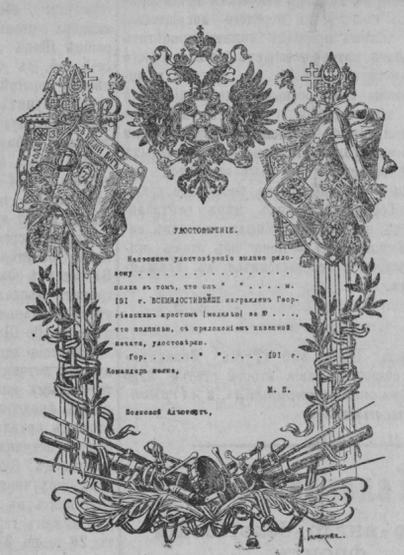 УДОСТОВѢРЕНІЕ.
Настоящее удостовѣреніе выдано рядо-
вому . . . . . . . . . . . . . . . . . .
полка въ томъ, что онъ " " . . . . . м.
191 г. ВСЕМИЛОСТИВѢЙШЕ награжденъ Геор-
гіевскимъ крестомъ (медалью) за № . . . ,
что подписью, съ приложеніемъ казенной
печати, удостовѣряю.
Гор. . . . . . . " " . . . . . . 191 г.
Командиръ полка,
М. П.
Полковой Адъютантъ,